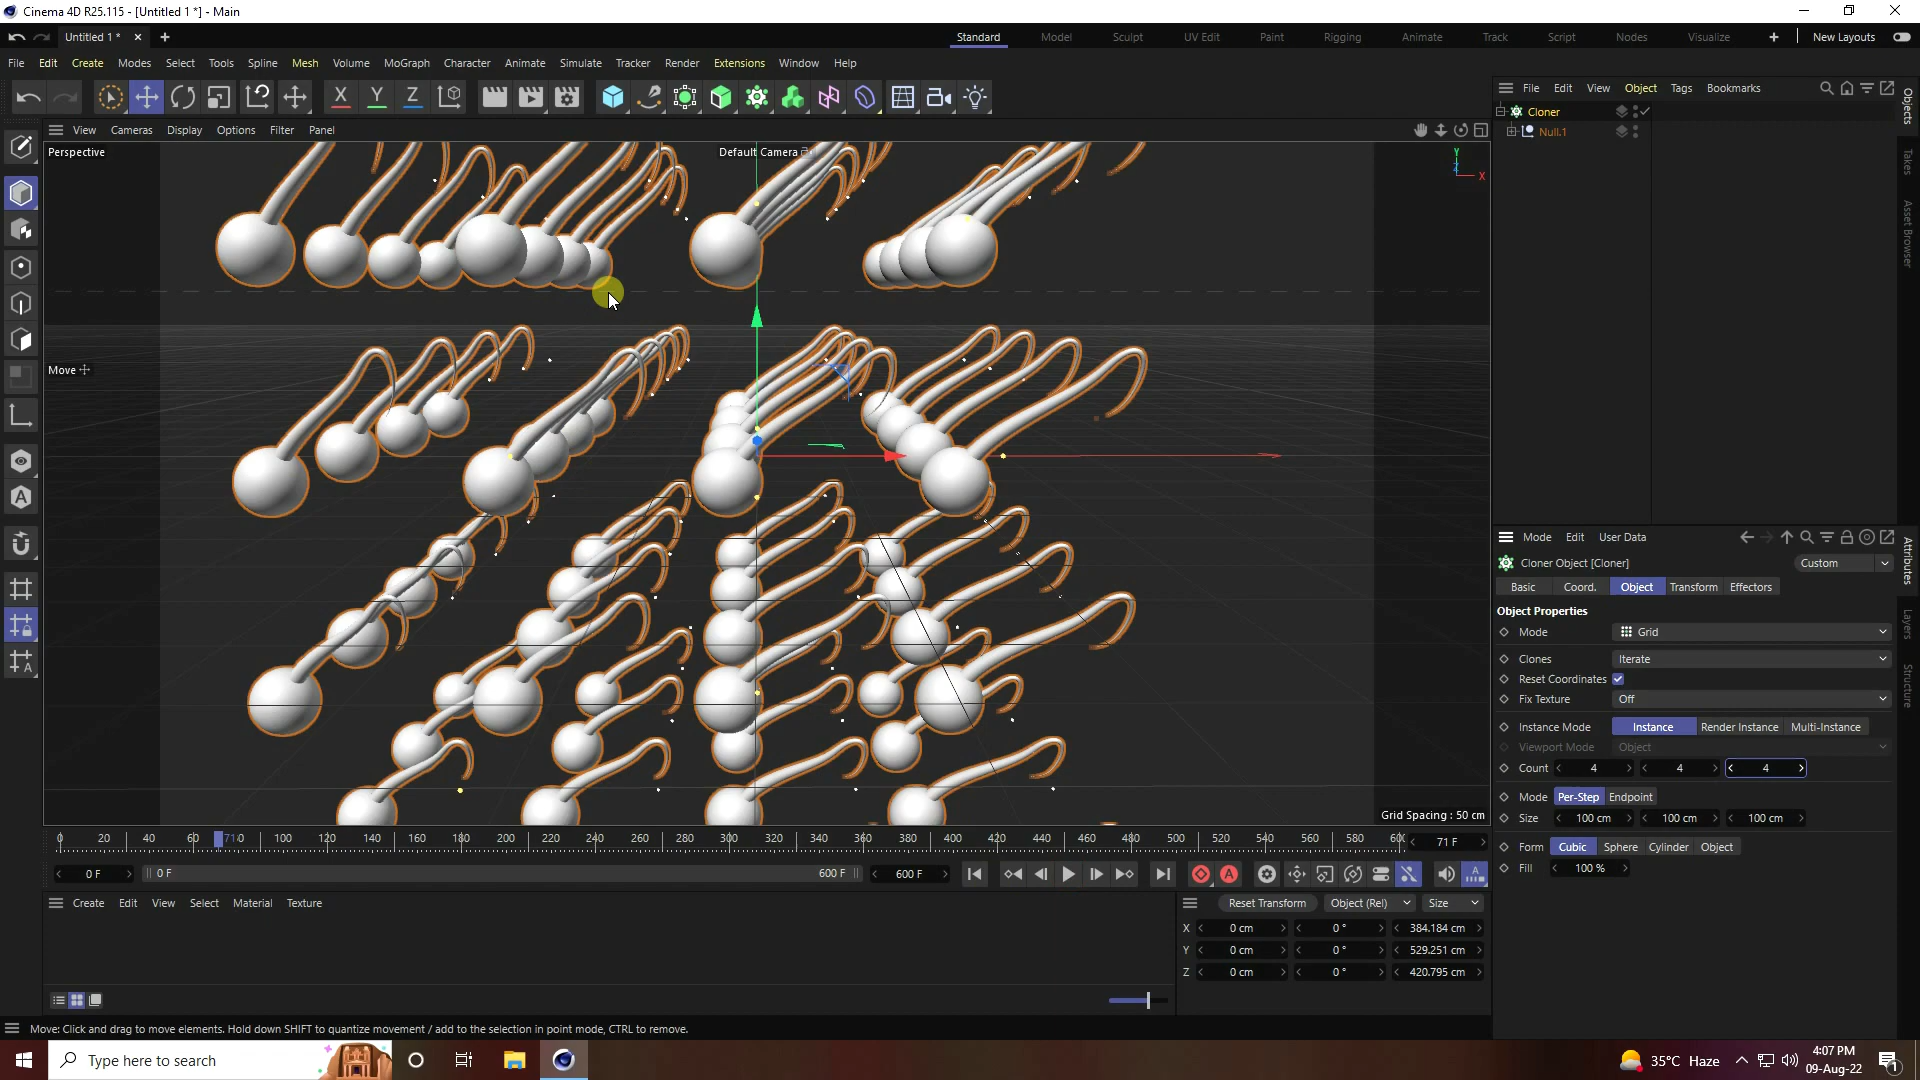 Cinema 4D R25.115 - [Untitled 1 *] - Main
Untitled 1 *
Standard Model Sculpt UV Edit Paint Rigging Animate Track Script Nodes Visualize New Layouts
File Edit Create Modes Select Tools Spline Mesh Volume MoGraph Character Animate Simulate Tracker Render Extensions Window Help
X Y Z
File Edit View Object Tags Bookmarks
Cloner
Null.1
Objects
Takes
Asset Browser
View Cameras Display Options Filter Panel
Perspective
Default Camera
Y
Z
X
Move
Grid Spacing : 50 cm
Mode Edit User Data
Attributes
Layers
Structure
Cloner Object [Cloner]
Custom
Basic Coord. Object Transform Effectors
Object Properties
Mode Grid
Clones Iterate
Reset Coordinates
Fix Texture Off
Instance Mode Instance Render Instance Multi-Instance
Viewport Mode Object
Count 4 4 4
Mode Per-Step Endpoint
Size 100 cm 100 cm 100 cm
Form Cubic Sphere Cylinder Object
Fill 100 %
0 20 40 60 71 100 120 140 160 180 200 220 240 260 280 300 320 340 360 380 400 420 440 460 480 500 520 540 560 580 71 F
0 F 0 F 600 F 600 F
A
Create Edit View Select Material Texture
Reset Transform Object (Rel) Size
X 0 cm 0 ° 384.184 cm
Y 0 cm 0 ° 529.251 cm
Z 0 cm 0 ° 420.795 cm
Move: Click and drag to move elements. Hold down SHIFT to quantize movement / add to the selection in point mode, CTRL to remove.
Type here to search
35°C Haze
4:07 PM
09-Aug-22
1